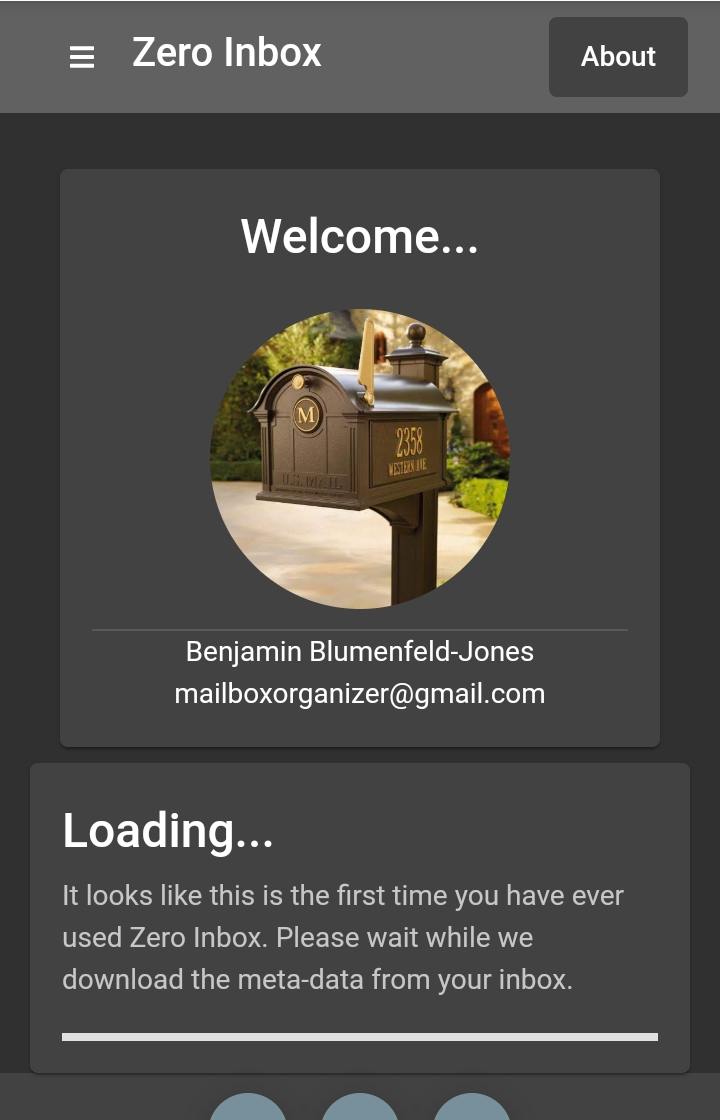 Zero Inbox
About
Welcome...
M
2358
WESTERN AVE
U.S. MAIL
Benjamin Blumenfeld-Jones
mailboxorganizer@gmail.com
Loading...
It looks like this is the first time you have ever
used Zero Inbox. Please wait while we
download the meta-data from your inbox.